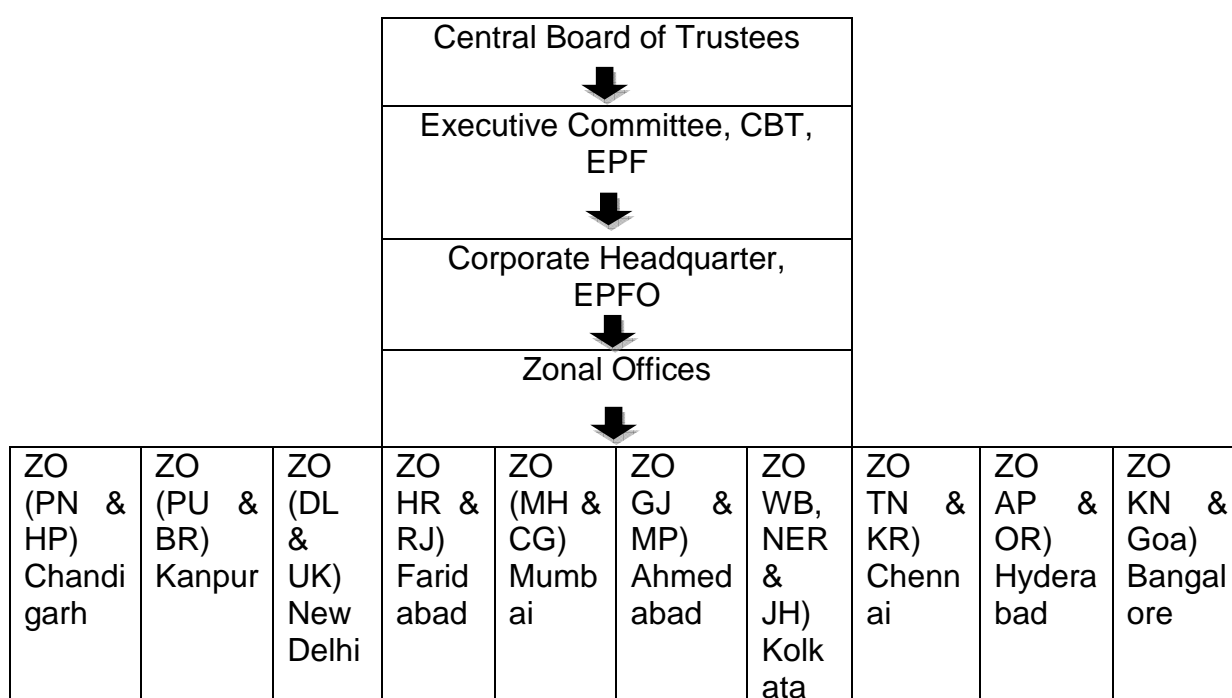 Central Board of Trustees
Executive Committee, CBT,
EPF
Corporate Headquarter,
EPFO
Zonal Offices
ZO
(PN &
HP)
Chandi
garh
ZO
(PU &
BR)
Kanpur
ZO
(DL
&
UK)
New
Delhi
ZO
HR &
RJ)
Farid
abad
ZO
(MH &
CG)
Mumb
ai
ZO
GJ &
MP)
Ahmed
abad
ZO
WB,
NER
&
JH)
Kolk
ata
ZO
TN &
KR)
Chenn
ai
ZO
AP &
OR)
Hydera
bad
ZO
KN &
Goa)
Bangal
ore